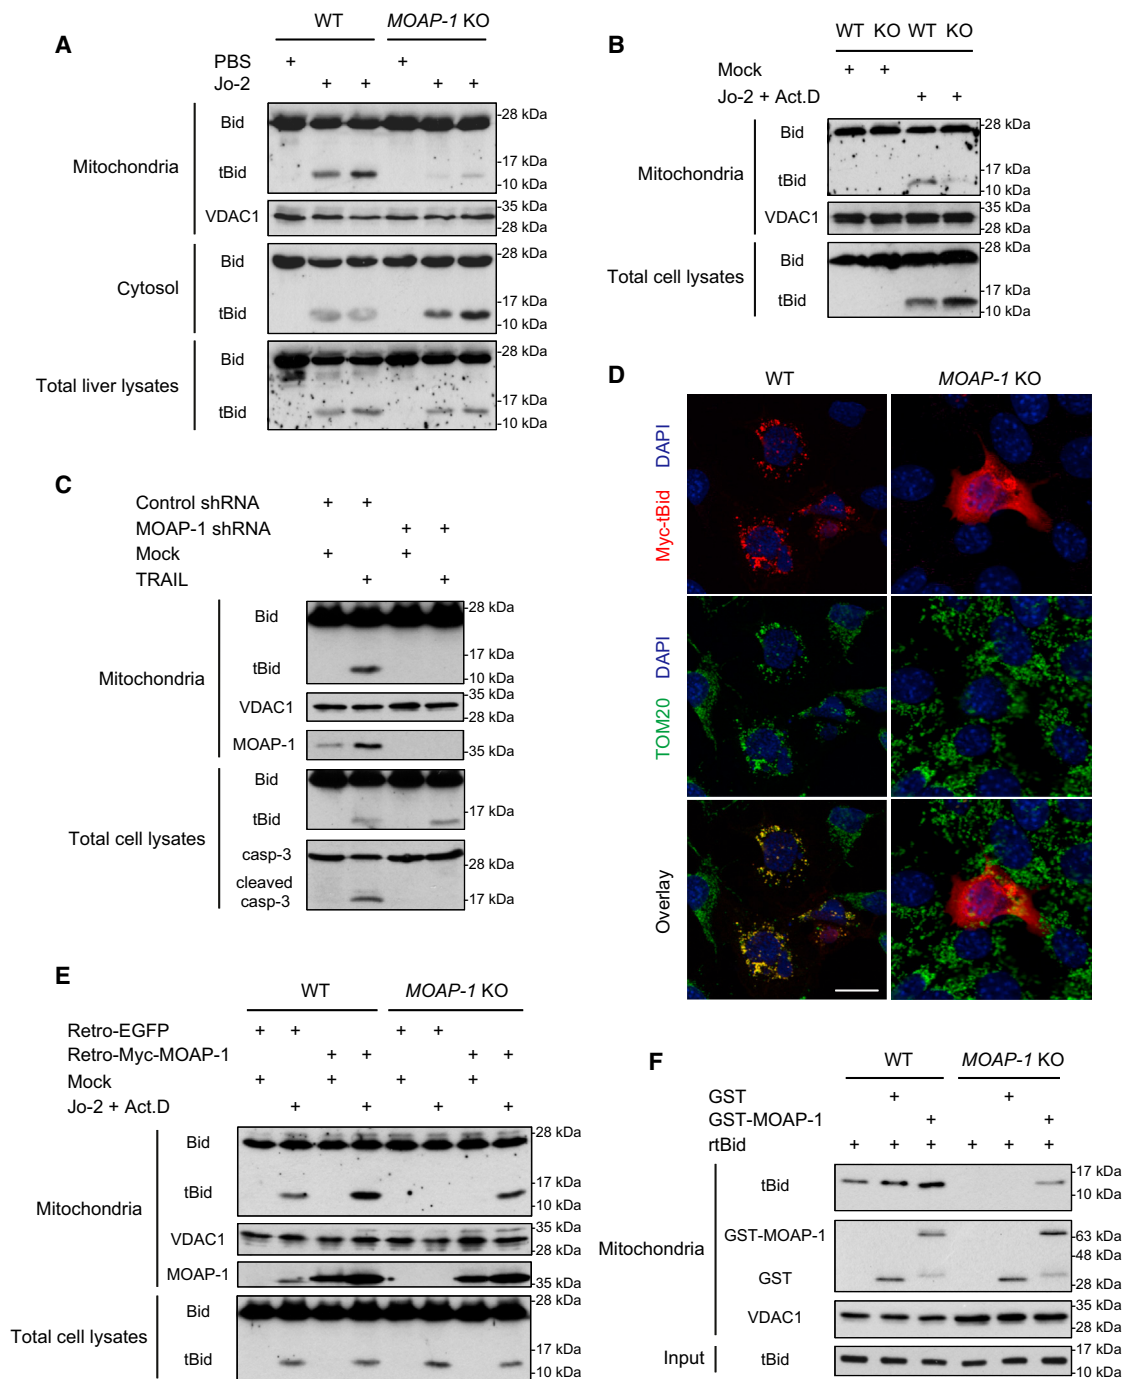 A
WT MOAP-1 KO
PBS + +
Jo-2 + + + +
Mitochondria
Bid -28 kDa
tBid -17 kDa
-10 kDa
VDAC1 -35 kDa
-28 kDa
Cytosol
Bid -28 kDa
tBid -17 kDa
-10 kDa
Total liver lysates
Bid -28 kDa
tBid -17 kDa
-10 kDa
B
WT KO WT KO
Mock + +
Jo-2 + Act.D + +
Mitochondria
Bid -28 kDa
tBid -17 kDa
-10 kDa
VDAC1 -35 kDa
-28 kDa
Total cell lysates
Bid -28 kDa
tBid -17 kDa
-10 kDa
C
Control shRNA + +
MOAP-1 shRNA + +
Mock + +
TRAIL + +
Mitochondria
Bid -28 kDa
tBid -17 kDa
-10 kDa
VDAC1 -35 kDa
-28 kDa
MOAP-1 -35 kDa
Total cell lysates
Bid
tBid -17 kDa
casp-3 -28 kDa
cleaved
casp-3 -17 kDa
D
WT MOAP-1 KO
Myc-tBid DAPI
TOM20 DAPI
Overlay
E
WT MOAP-1 KO
Retro-EGFP + + + +
Retro-Myc-MOAP-1 + + + +
Mock + + + +
Jo-2 + Act.D + + + +
Mitochondria
Bid -28 kDa
tBid -17 kDa
-10 kDa
VDAC1 -35 kDa
-28 kDa
MOAP-1 -35 kDa
Total cell lysates
Bid -28 kDa
tBid -17 kDa
-10 kDa
F
WT MOAP-1 KO
GST + +
GST-MOAP-1 + +
rtBid + + + + + +
Mitochondria
tBid -17 kDa
-10 kDa
GST-MOAP-1 -63 kDa
-48 kDa
GST -28 kDa
VDAC1 -35 kDa
-28 kDa
Input tBid -17 kDa
-10 kDa